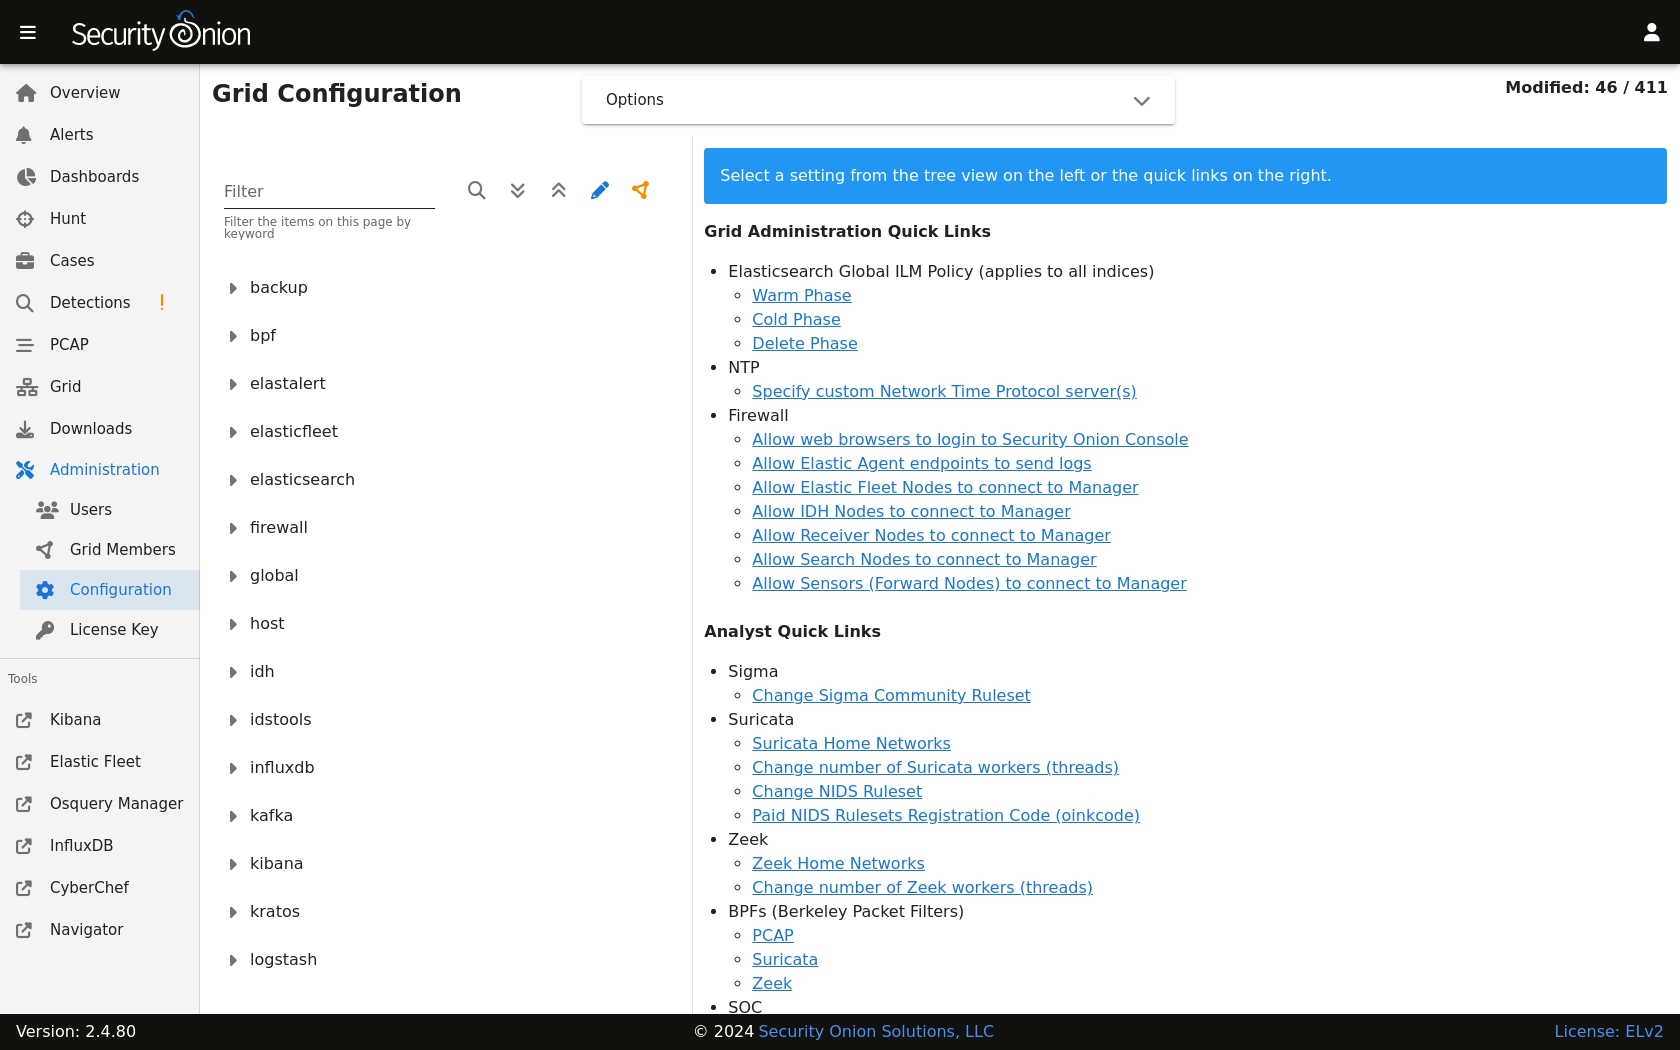 Security Onion
Overview
Alerts
Dashboards
Hunt
Cases
Detections !
PCAP
Grid
Downloads
Administration
Users
Grid Members
Configuration
License Key
Tools
Kibana
Elastic Fleet
Osquery Manager
InfluxDB
CyberChef
Navigator
Grid Configuration
Options
Modified: 46 / 411
Filter
Filter the items on this page by
keyword
backup
bpf
elastalert
elasticfleet
elasticsearch
firewall
global
host
idh
idstools
influxdb
kafka
kibana
kratos
logstash
Select a setting from the tree view on the left or the quick links on the right.
Grid Administration Quick Links
Elasticsearch Global ILM Policy (applies to all indices)
Warm Phase
Cold Phase
Delete Phase
NTP
Specify custom Network Time Protocol server(s)
Firewall
Allow web browsers to login to Security Onion Console
Allow Elastic Agent endpoints to send logs
Allow Elastic Fleet Nodes to connect to Manager
Allow IDH Nodes to connect to Manager
Allow Receiver Nodes to connect to Manager
Allow Search Nodes to connect to Manager
Allow Sensors (Forward Nodes) to connect to Manager
Analyst Quick Links
Sigma
Change Sigma Community Ruleset
Suricata
Suricata Home Networks
Change number of Suricata workers (threads)
Change NIDS Ruleset
Paid NIDS Rulesets Registration Code (oinkcode)
Zeek
Zeek Home Networks
Change number of Zeek workers (threads)
BPFs (Berkeley Packet Filters)
PCAP
Suricata
Zeek
SOC
Version: 2.4.80
© 2024 Security Onion Solutions, LLC
License: ELv2